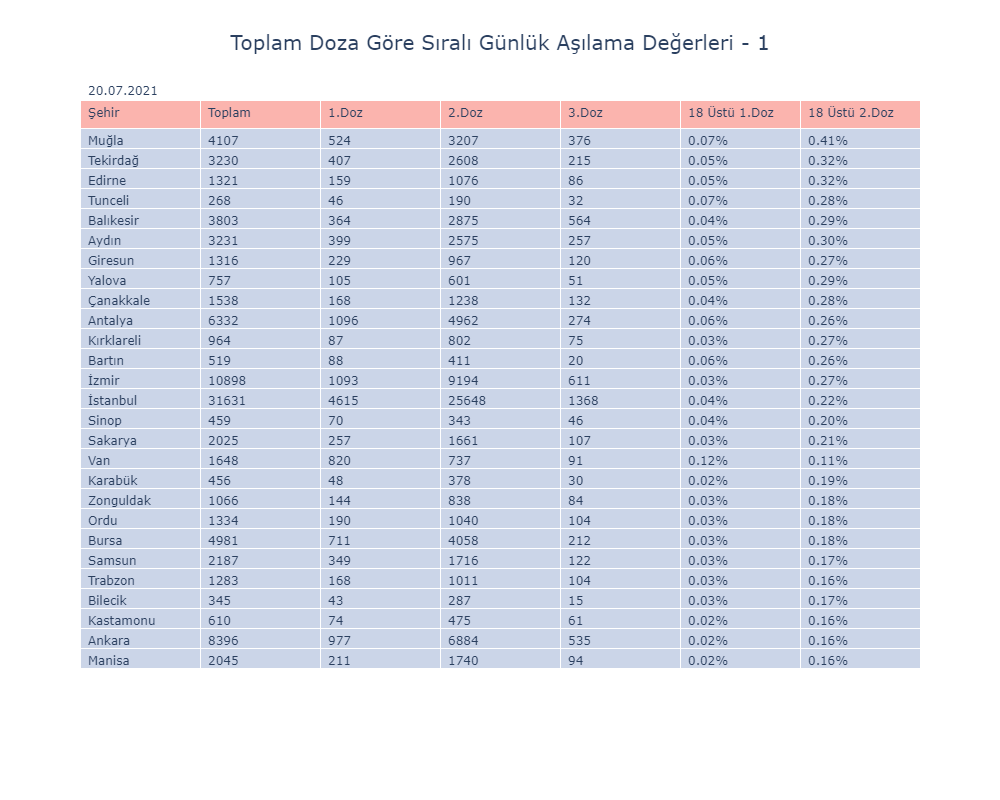 Toplam Doza Göre Sıralı Günlük Aşılama Değerleri - 1
20.07.2021
Şehir Toplam 1.Doz 2.Doz 3.Doz 18 Üstü 1.Doz 18 Üstü 2.Doz
Muğla 4107 524 3207 376 0.07% 0.41%
Tekirdağ 3230 407 2608 215 0.05% 0.32%
Edirne 1321 159 1076 86 0.05% 0.32%
Tunceli 268 46 190 32 0.07% 0.28%
Balıkesir 3803 364 2875 564 0.04% 0.29%
Aydın 3231 399 2575 257 0.05% 0.30%
Giresun 1316 229 967 120 0.06% 0.27%
Yalova 757 105 601 51 0.05% 0.29%
Çanakkale 1538 168 1238 132 0.04% 0.28%
Antalya 6332 1096 4962 274 0.06% 0.26%
Kırklareli 964 87 802 75 0.03% 0.27%
Bartın 519 88 411 20 0.06% 0.26%
İzmir 10898 1093 9194 611 0.03% 0.27%
İstanbul 31631 4615 25648 1368 0.04% 0.22%
Sinop 459 70 343 46 0.04% 0.20%
Sakarya 2025 257 1661 107 0.03% 0.21%
Van 1648 820 737 91 0.12% 0.11%
Karabük 456 48 378 30 0.02% 0.19%
Zonguldak 1066 144 838 84 0.03% 0.18%
Ordu 1334 190 1040 104 0.03% 0.18%
Bursa 4981 711 4058 212 0.03% 0.18%
Samsun 2187 349 1716 122 0.03% 0.17%
Trabzon 1283 168 1011 104 0.03% 0.16%
Bilecik 345 43 287 15 0.03% 0.17%
Kastamonu 610 74 475 61 0.02% 0.16%
Ankara 8396 977 6884 535 0.02% 0.16%
Manisa 2045 211 1740 94 0.02% 0.16%